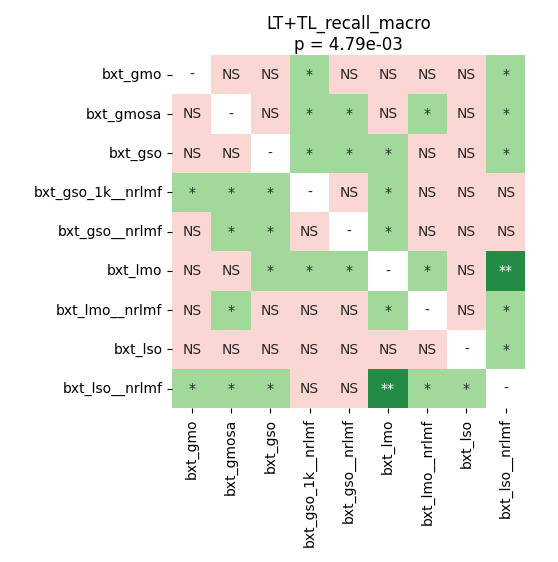 LT+TL_recall_macro
p = 4.79e-03
bxt_gmo - NS NS * NS NS NS NS *
bxt_gmosa NS - NS * * NS * NS *
bxt_gso NS NS - * * * NS NS *
bxt_gso_1k__nrlmf * * * - NS * NS NS NS
bxt_gso__nrlmf NS * * NS - * NS NS NS
bxt_lmo NS NS * * * - * NS **
bxt_lmo__nrlmf NS * NS NS NS * - NS *
bxt_lso NS NS NS NS NS NS NS - *
bxt_lso__nrlmf * * * NS NS ** * * -
bxt_gmo
bxt_gmosa
bxt_gso
bxt_gso_1k__nrlmf
bxt_gso__nrlmf
bxt_lmo
bxt_lmo__nrlmf
bxt_lso
bxt_lso__nrlmf